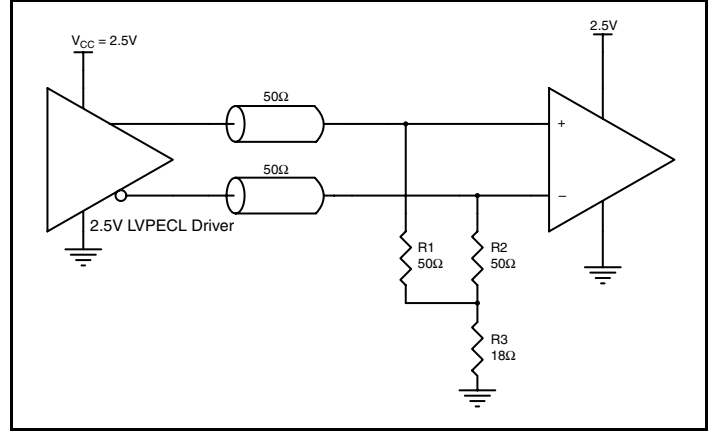 V_CC = 2.5V
2.5V
50Ω
+
50Ω
–
2.5V LVPECL Driver
R1
50Ω
R2
50Ω
R3
18Ω